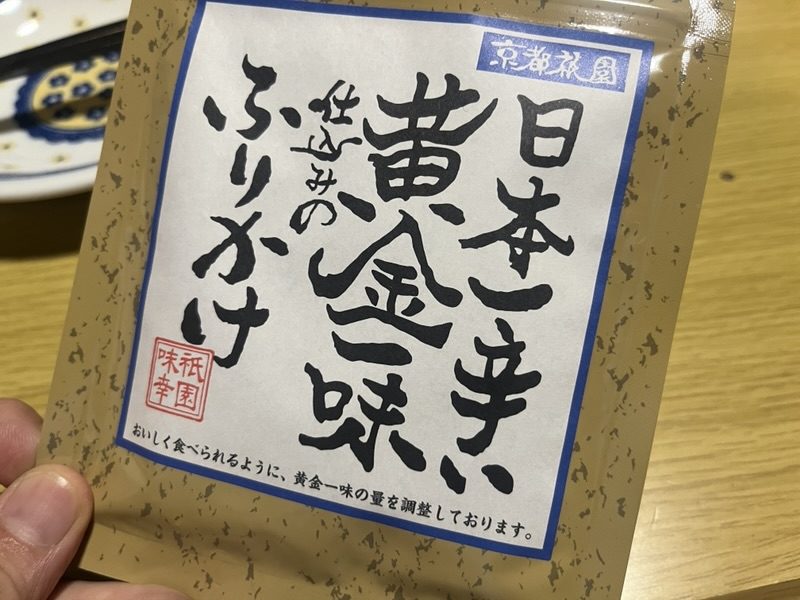 京都祇園
日本一辛い
黄金一味
仕込みの
ふりかけ
祇園
味幸
おいしく食べられるように、黄金一味の量を調整しております。